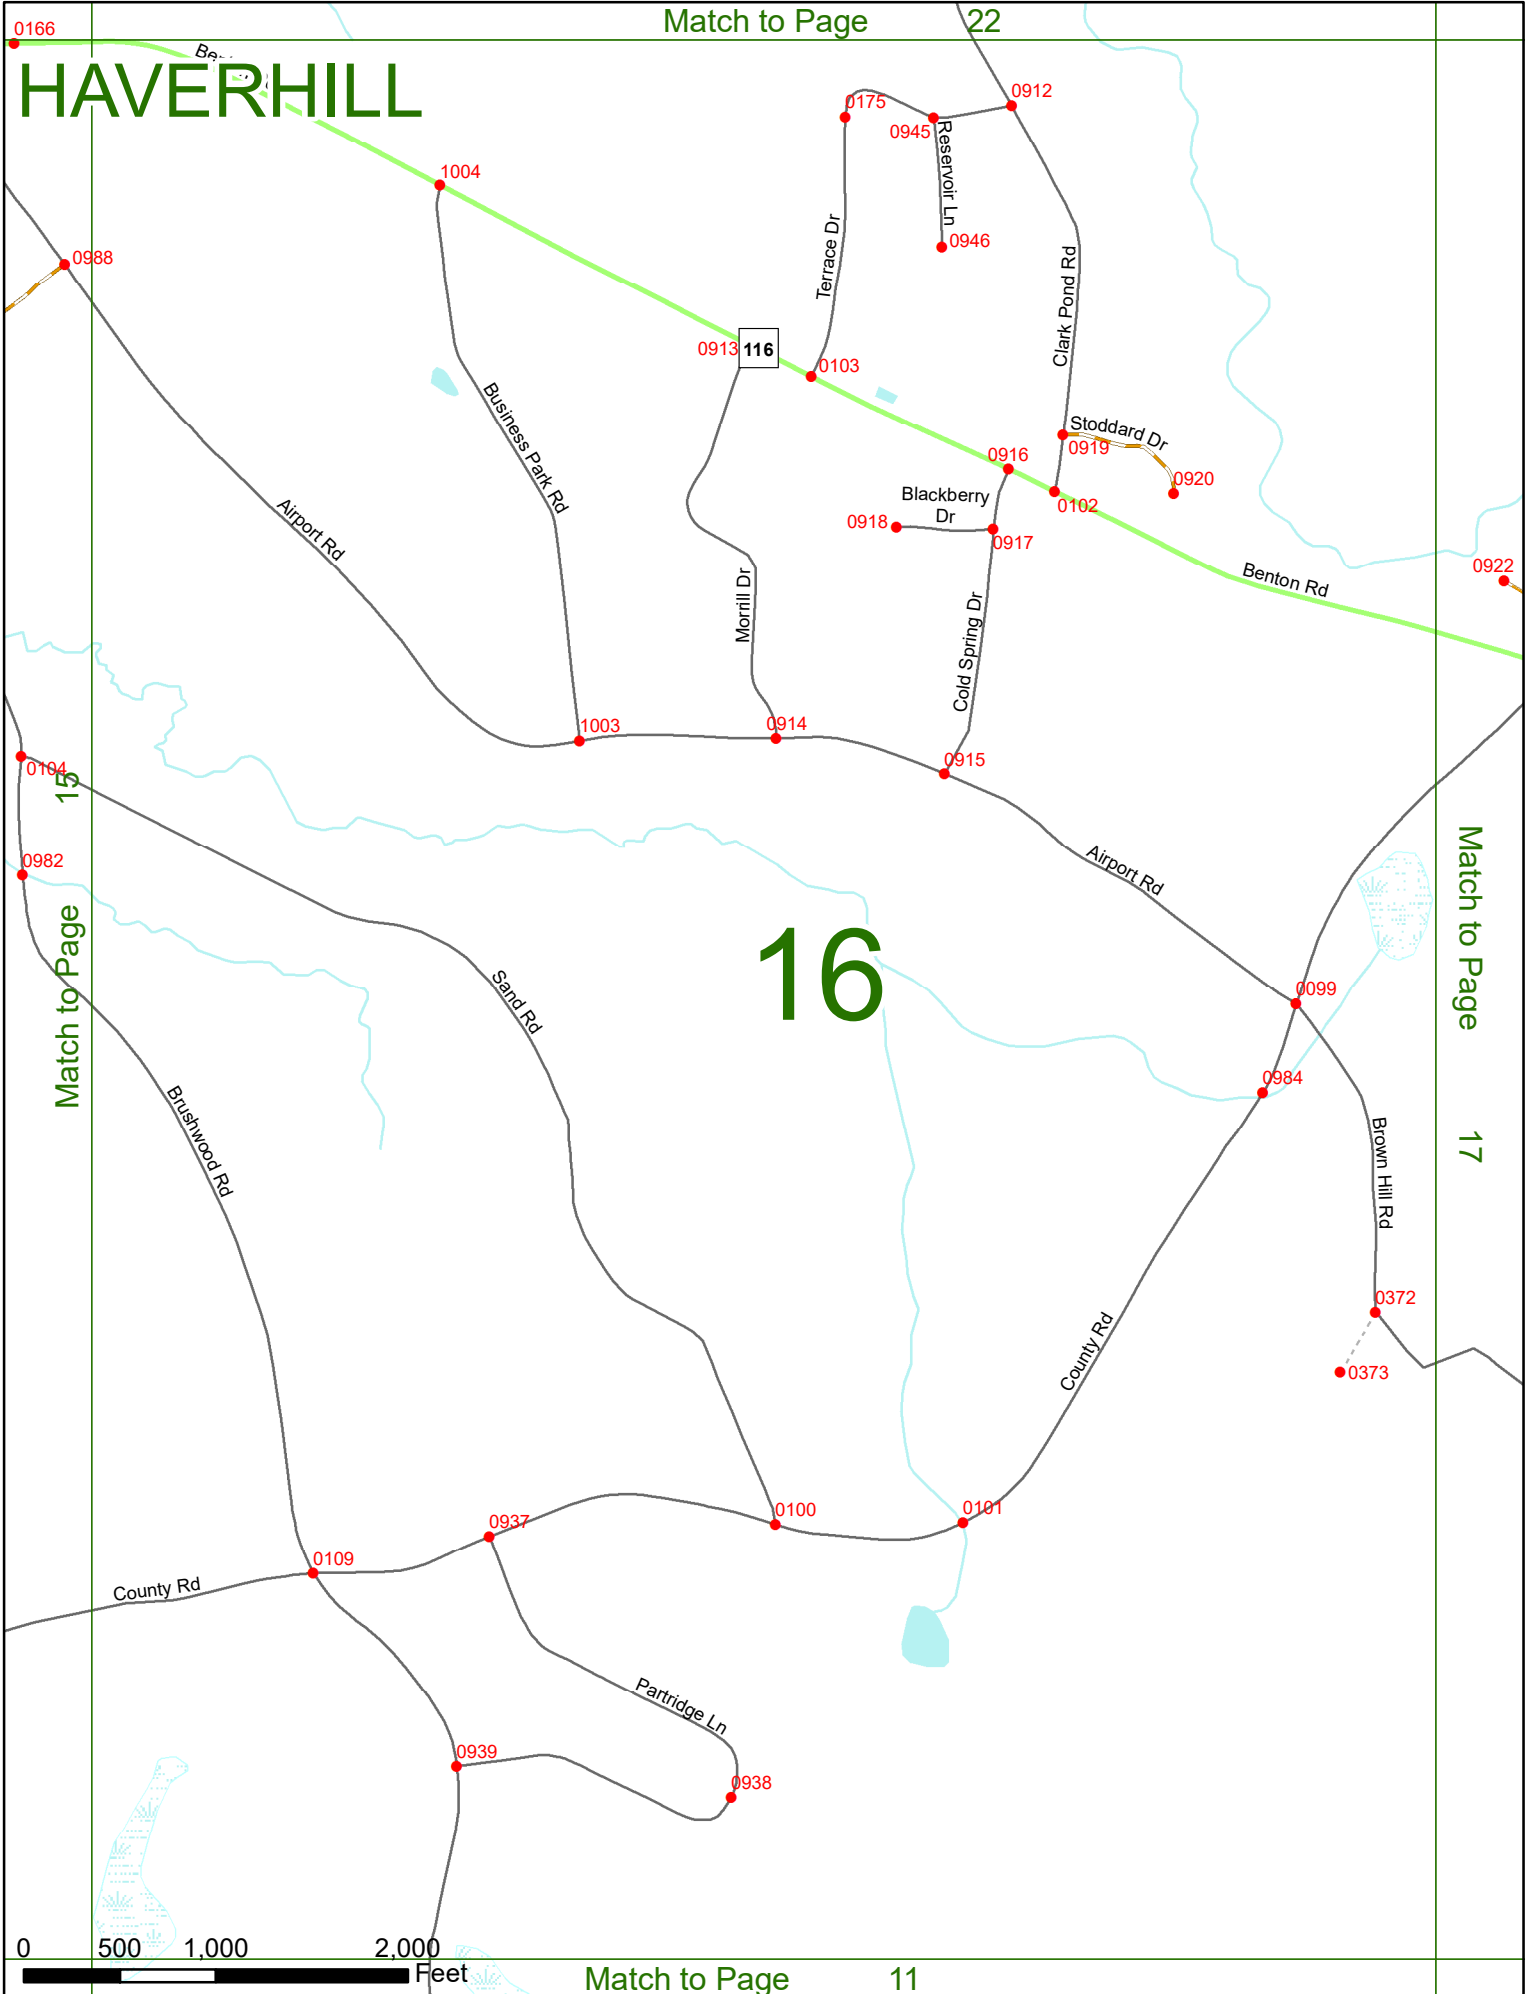 Match to Page 22
0166
HAVERHILL
0912
0175
0945
Reservoir Ln
1004
Terrace Dr
0946
0988
Clark Pond Rd
0913
116
0103
Business Park Rd
Stoddard Dr
0919
0916
0920
Blackberry
Dr
0102
0918
0917
Airport Rd
Benton Rd
0922
Morrill Dr
Cold Spring Dr
1003
0914
0915
0104
15
0982
Match to Page
Airport Rd
Match to Page
16
Sand Rd
0099
0984
17
Brushwood Rd
Brown Hill Rd
0372
County Rd
0373
0100
0101
0937
0109
County Rd
Partridge Ln
0939
0938
0 500 1,000 2,000
Feet
Match to Page 11